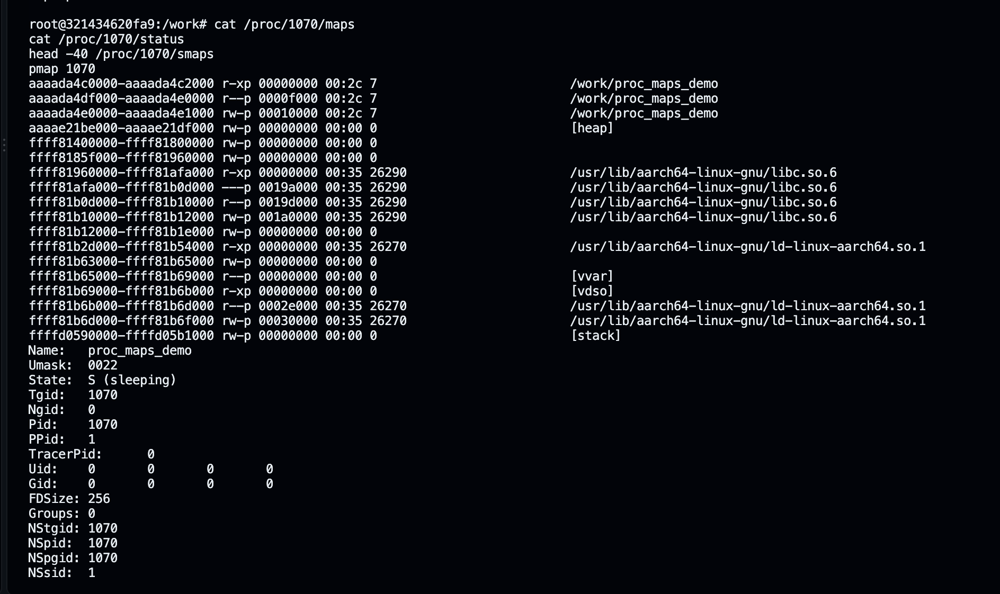 root@321434620fa9:/work# cat /proc/1070/maps
cat /proc/1070/status
head -40 /proc/1070/smaps
pmap 1070
aaaada4c0000-aaaada4c2000 r-xp 00000000 00:2c 7                          /work/proc_maps_demo
aaaada4df000-aaaada4e0000 r--p 0000f000 00:2c 7                          /work/proc_maps_demo
aaaada4e0000-aaaada4e1000 rw-p 00010000 00:2c 7                          /work/proc_maps_demo
aaaae21be000-aaaae21df000 rw-p 00000000 00:00 0                          [heap]
ffff81400000-ffff81800000 rw-p 00000000 00:00 0
ffff8185f000-ffff81960000 rw-p 00000000 00:00 0
ffff81960000-ffff81afa000 r-xp 00000000 00:35 26290                      /usr/lib/aarch64-linux-gnu/libc.so.6
ffff81afa000-ffff81b0d000 ---p 0019a000 00:35 26290                      /usr/lib/aarch64-linux-gnu/libc.so.6
ffff81b0d000-ffff81b10000 r--p 0019d000 00:35 26290                      /usr/lib/aarch64-linux-gnu/libc.so.6
ffff81b10000-ffff81b12000 rw-p 001a0000 00:35 26290                      /usr/lib/aarch64-linux-gnu/libc.so.6
ffff81b12000-ffff81b1e000 rw-p 00000000 00:00 0
ffff81b2d000-ffff81b54000 r-xp 00000000 00:35 26270                      /usr/lib/aarch64-linux-gnu/ld-linux-aarch64.so.1
ffff81b63000-ffff81b65000 rw-p 00000000 00:00 0
ffff81b65000-ffff81b69000 r--p 00000000 00:00 0                          [vvar]
ffff81b69000-ffff81b6b000 r-xp 00000000 00:00 0                          [vdso]
ffff81b6b000-ffff81b6d000 r--p 0002e000 00:35 26270                      /usr/lib/aarch64-linux-gnu/ld-linux-aarch64.so.1
ffff81b6d000-ffff81b6f000 rw-p 00030000 00:35 26270                      /usr/lib/aarch64-linux-gnu/ld-linux-aarch64.so.1
ffffd0590000-ffffd05b1000 rw-p 00000000 00:00 0                          [stack]
Name:   proc_maps_demo
Umask:  0022
State:  S (sleeping)
Tgid:   1070
Ngid:   0
Pid:    1070
PPid:   1
TracerPid:      0
Uid:    0       0       0       0
Gid:    0       0       0       0
FDSize: 256
Groups: 0
NStgid: 1070
NSpid:  1070
NSpgid: 1070
NSsid:  1